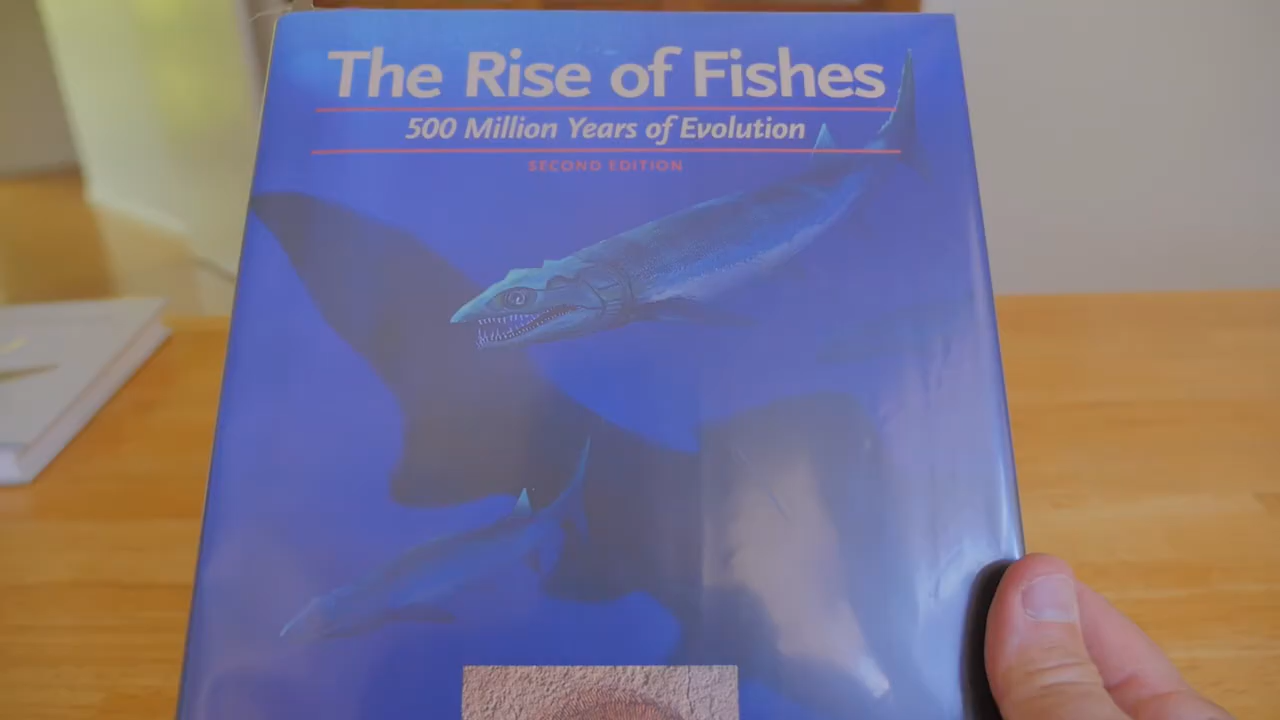 The Rise of Fishes
500 Million Years of Evolution
SECOND EDITION